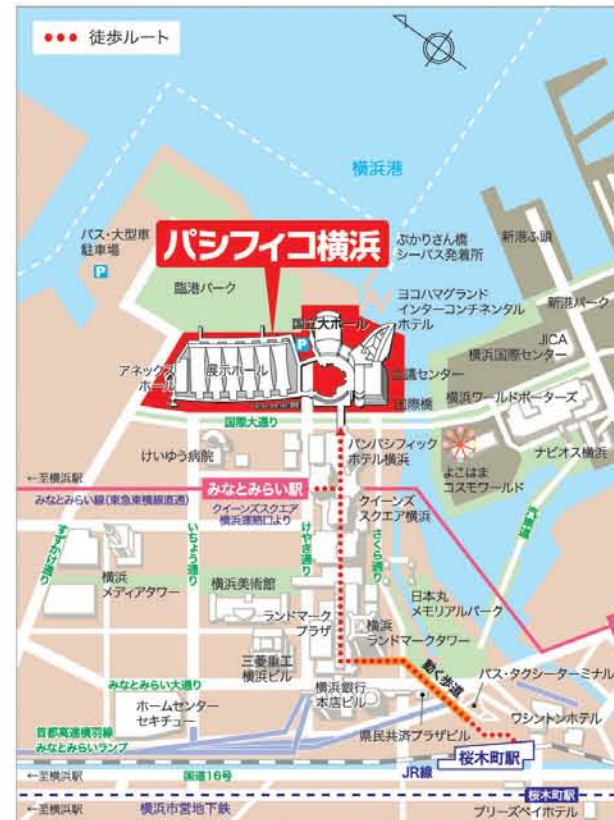 徒歩ルート
横浜港
バス・大型車
駐車場
P
パシフィコ横浜
ぷかりさん橋
シーバス発着所
新港ふ頭
臨港パーク
ヨコハマグランド
インターコンチネンタル
ホテル
新港パーク
国立大ホール
P
JICA
横浜国際センター
アネックス
ホール
展示ホール
会議センター
国際橋
横浜ワールドポーターズ
国際大通り
けいゆう病院
パンパシフィック
ホテル横浜
よこはま
コスモワールド
ナビオス横浜
←至横浜駅
みなとみらい駅
みなとみらい線(東急東横線直通)
クイーンズスクエア
横浜連絡口より
クイーンズ
スクエア横浜
汽車道
すずかけ通り
いちょう通り
けやき通り
さくら通り
横浜
メディアタワー
横浜美術館
日本丸
メモリアルパーク
ランドマーク
プラザ
横浜
ランドマークタワー
三菱重工
横浜ビル
動く歩道
バス・タクシーターミナル
みなとみらい大通り
横浜銀行
本店ビル
ホームセンター
セキチュー
県民共済プラザビル
ワシントンホテル
首都高速横羽線
みなとみらいランプ
桜木町駅
JR線
←至横浜駅
国道16号
桜木町駅
←至横浜駅
横浜市営地下鉄
ブリーズベイホテル